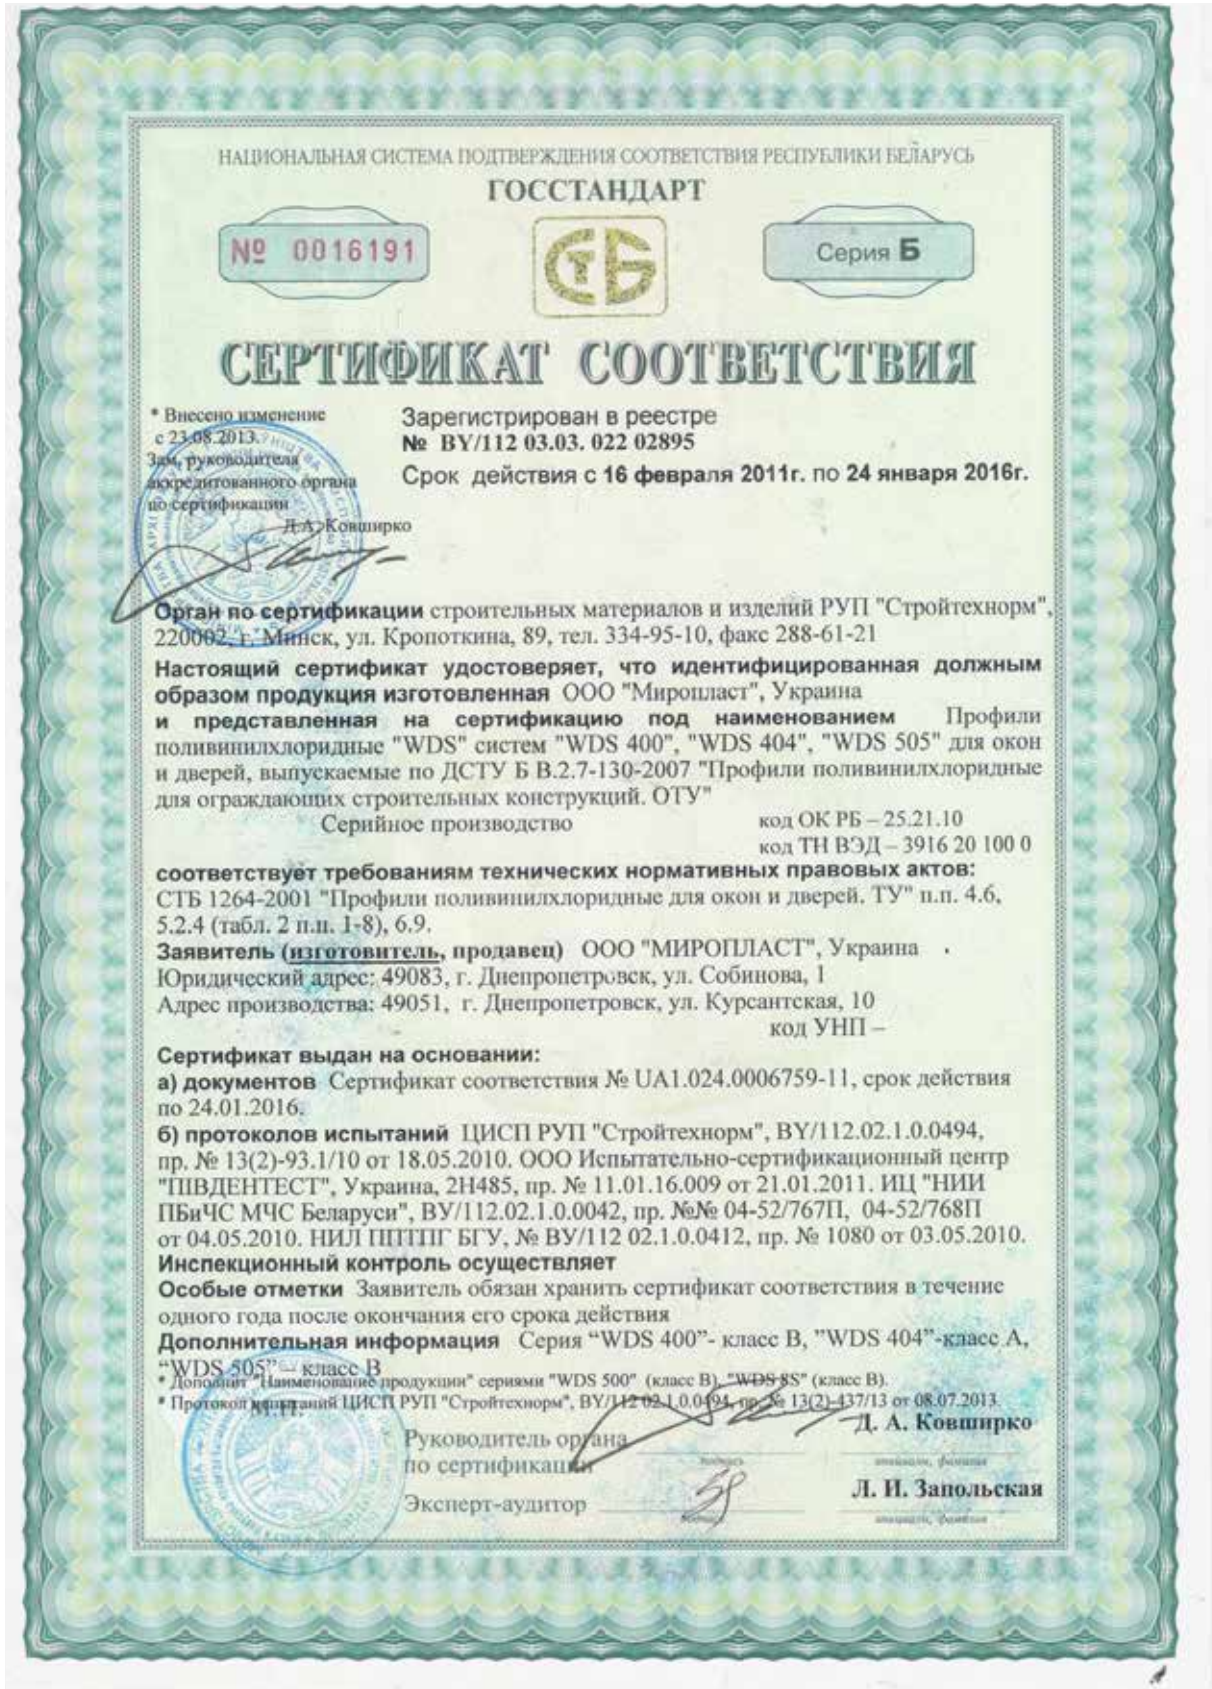 НАЦИОНАЛЬНАЯ СИСТЕМА ПОДТВЕРЖДЕНИЯ СООТВЕТСТВИЯ РЕСПУБЛИКИ БЕЛАРУСЬ
ГОССТАНДАРТ
№ 0016191
СТБ
Серия Б
СЕРТИФИКАТ СООТВЕТСТВИЯ
* Внесено изменение
с 23.08.2013.
Зам. руководителя
аккредитованного органа
по сертификации
Д.А. Ковширко
Зарегистрирован в реестре
№ BY/112 03.03. 022 02895
Срок действия с 16 февраля 2011г. по 24 января 2016г.
Орган по сертификации строительных материалов и изделий РУП "Стройтехнорм",
220002, г. Минск, ул. Кропоткина, 89, тел. 334-95-10, факс 288-61-21
Настоящий сертификат удостоверяет, что идентифицированная должным
образом продукция изготовленная ООО "Миропласт", Украина
и представленная на сертификацию под наименованием Профили
поливинилхлоридные "WDS" систем "WDS 400", "WDS 404", "WDS 505" для окон
и дверей, выпускаемые по ДСТУ Б В.2.7-130-2007 "Профили поливинилхлоридные
для ограждающих строительных конструкций. ОТУ"
Серийное производство код ОК РБ – 25.21.10
код ТН ВЭД – 3916 20 100 0
соответствует требованиям технических нормативных правовых актов:
СТБ 1264-2001 "Профили поливинилхлоридные для окон и дверей. ТУ" п.п. 4.6,
5.2.4 (табл. 2 п.п. 1-8), 6.9.
Заявитель (изготовитель, продавец) ООО "МИРОПЛАСТ", Украина
Юридический адрес: 49083, г. Днепропетровск, ул. Собинова, 1
Адрес производства: 49051, г. Днепропетровск, ул. Курсантская, 10
код УНП –
Сертификат выдан на основании:
а) документов Сертификат соответствия № UA1.024.0006759-11, срок действия
по 24.01.2016.
б) протоколов испытаний ЦИСП РУП "Стройтехнорм", BY/112.02.1.0.0494,
пр. № 13(2)-93.1/10 от 18.05.2010. ООО Испытательно-сертификационный центр
"ПІВДЕНТЕСТ", Украина, 2Н485, пр. № 11.01.16.009 от 21.01.2011. ИЦ "НИИ
ПБиЧС МЧС Беларуси", BY/112.02.1.0.0042, пр. №№ 04-52/767П, 04-52/768П
от 04.05.2010. НИЛ ППТПГ БГУ, № BY/112 02.1.0.0412, пр. № 1080 от 03.05.2010.
Инспекционный контроль осуществляет
Особые отметки Заявитель обязан хранить сертификат соответствия в течение
одного года после окончания его срока действия
Дополнительная информация Серия “WDS 400”- класс В, ”WDS 404”-класс А,
“WDS 505” – класс В
* Дополнит "Наименование продукции" сериями "WDS 500" (класс В), "WDS 8S" (класс В).
* Протокол испытаний ЦИСП РУП "Стройтехнорм", BY/112 02.1.0.0494, пр. № 13(2)-437/13 от 08.07.2013.
М.П.
Руководитель органа
по сертификации
Д. А. Ковширко
подпись
инициалы, фамилия
Эксперт-аудитор
Л. И. Запольская
подпись
инициалы, фамилия